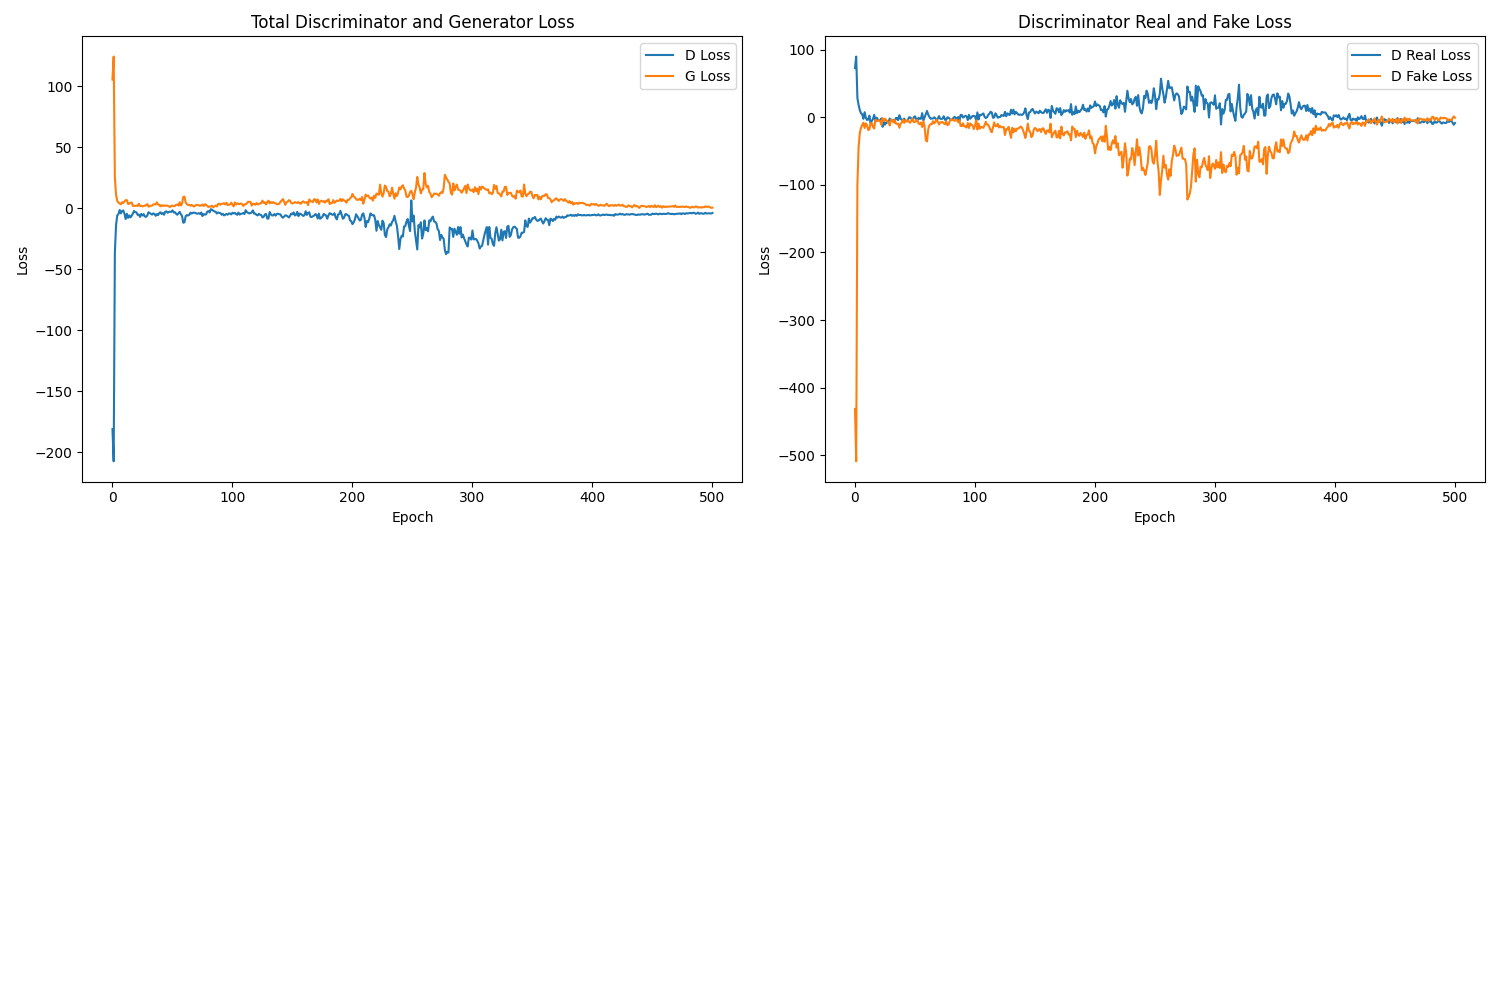 Total Discriminator and Generator Loss
D Loss
G Loss
100
50
0
−50
−100
−150
−200
Loss
0
100
200
300
400
500
Epoch
Discriminator Real and Fake Loss
D Real Loss
D Fake Loss
100
0
−100
−200
−300
−400
−500
Loss
0
100
200
300
400
500
Epoch